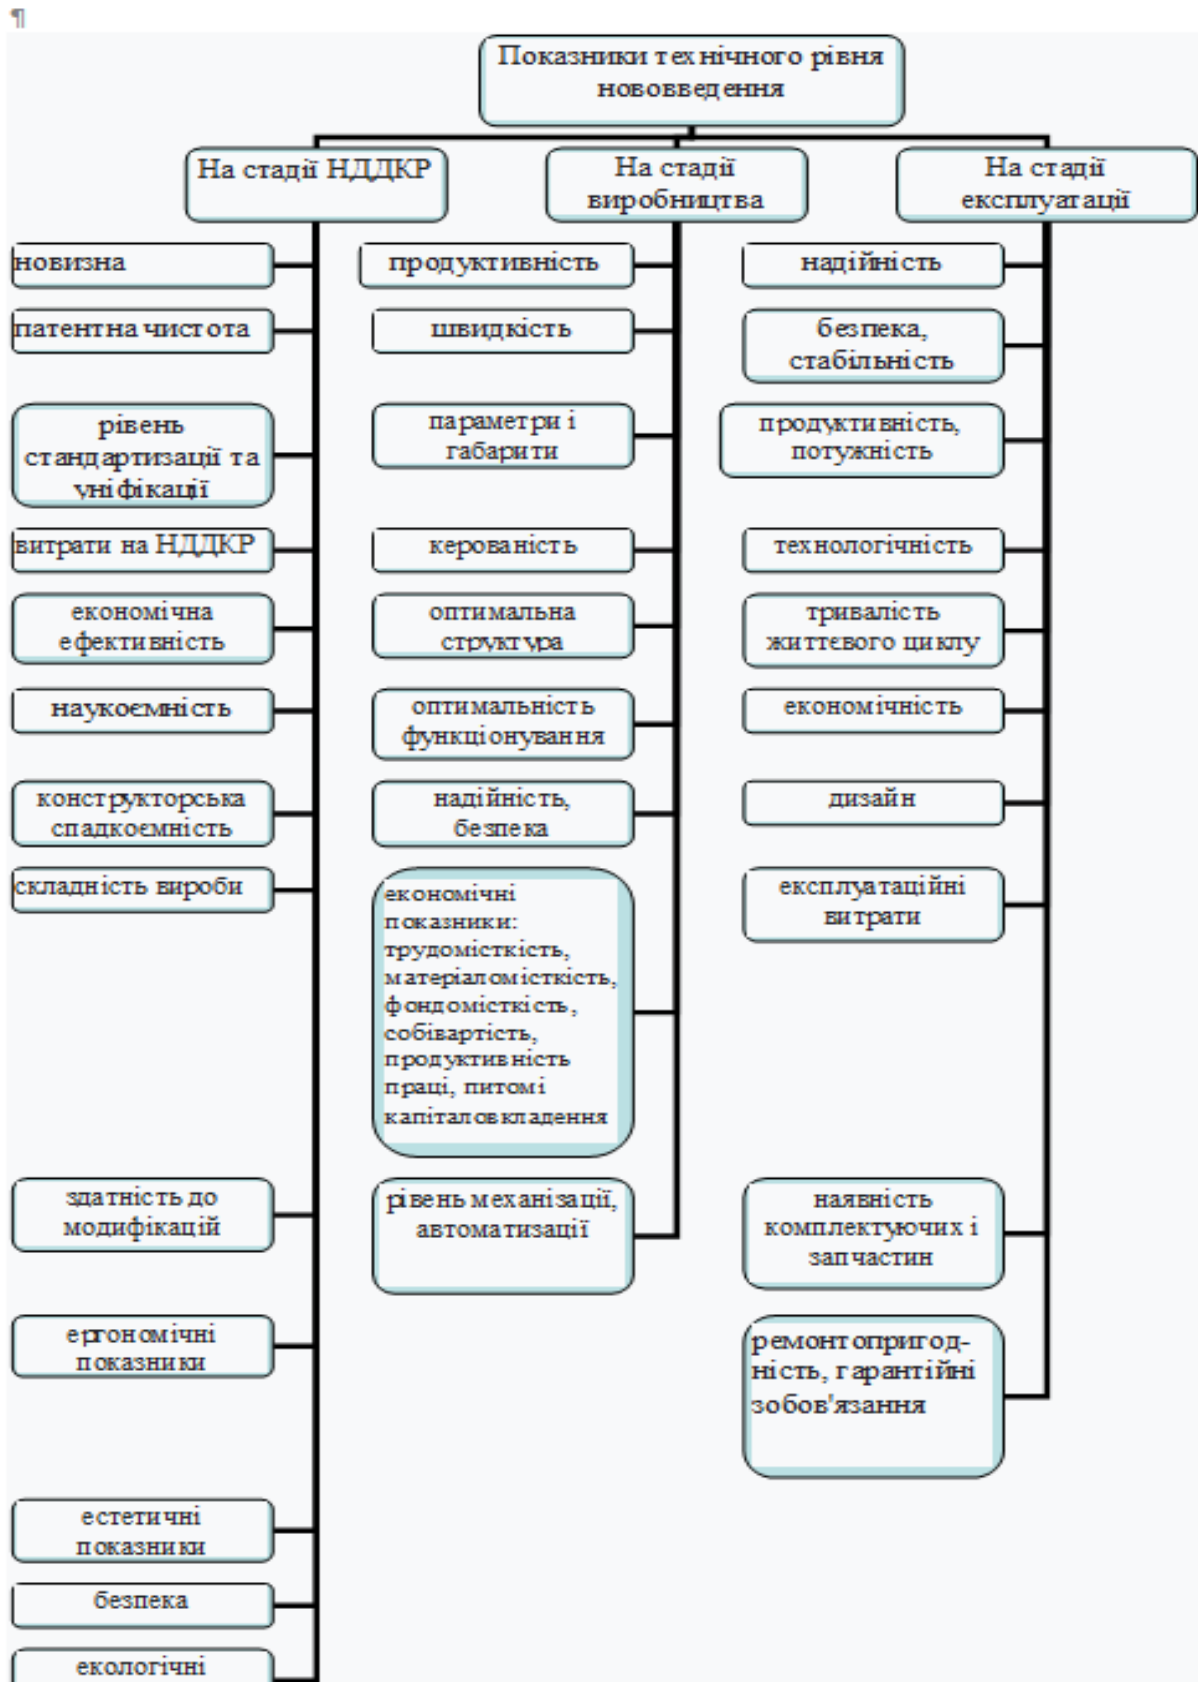 ¶
Показники технічного рівня
нововведення
На стадії НДДКР
На стадії
виробництва
На стадії
експлуатації
новизна
патентна чистота
рівень
стандартизації та
уніфікації
витрати на НДДКР
економічна
ефективність
наукоємність
конструкторська
спадкоємність
складність вироби
здатність до
модифікацій
ергономічні
показники
естетичні
показники
безпека
екологічні
продуктивність
швидкість
параметри і
габарити
керованість
оптимальна
структура
оптимальність
функціонування
надійність,
безпека
економічні
показники:
трудомісткість,
матеріаломісткість,
фондомісткість,
собівартість,
продуктивність
праці, питомі
капіталовкладення
рівень механізації,
автоматизації
надійність
безпека,
стабільність
продуктивність,
потужність
технологічність
тривалість
життєвого циклу
економічність
дизайн
експлуатаційні
витрати
наявність
комплектуючих і
запчастин
ремонтопригод-
ність, гарантійні
зобов'язання